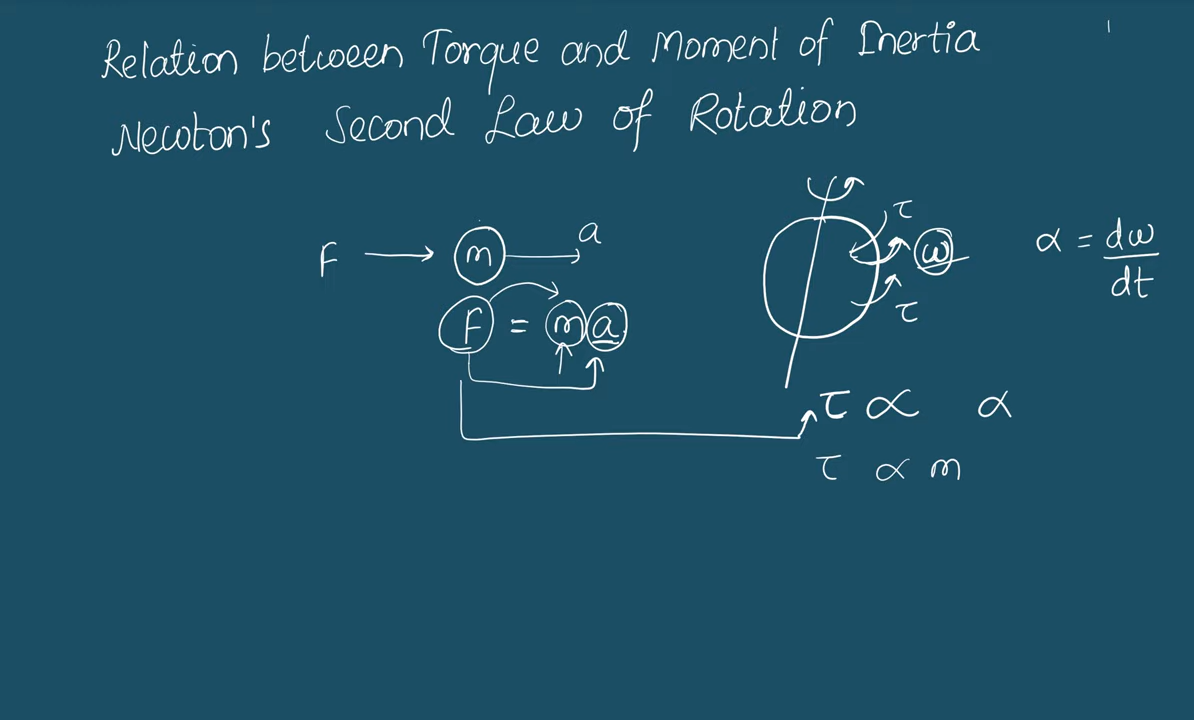 Relation between Torque and Moment of Inertia
Newton's Second Law of Rotation
F m a
F = m a
τ
ω
τ
α = dω/dt
τ ∝ α
τ ∝ m